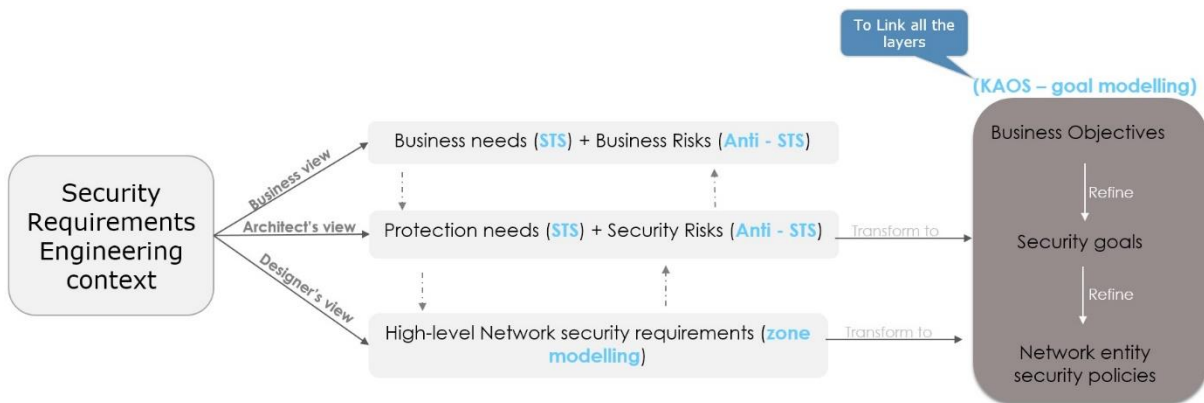 To Link all the
layers
(KAOS – goal modelling)
Business Objectives
Refine
Security goals
Refine
Network entity
security policies
Security
Requirements
Engineering
context
Business view
Architect's view
Designer's view
Business needs (STS) + Business Risks (Anti - STS)
Protection needs (STS) + Security Risks (Anti - STS)
Transform to
High-level Network security requirements (zone
modelling)
Transform to